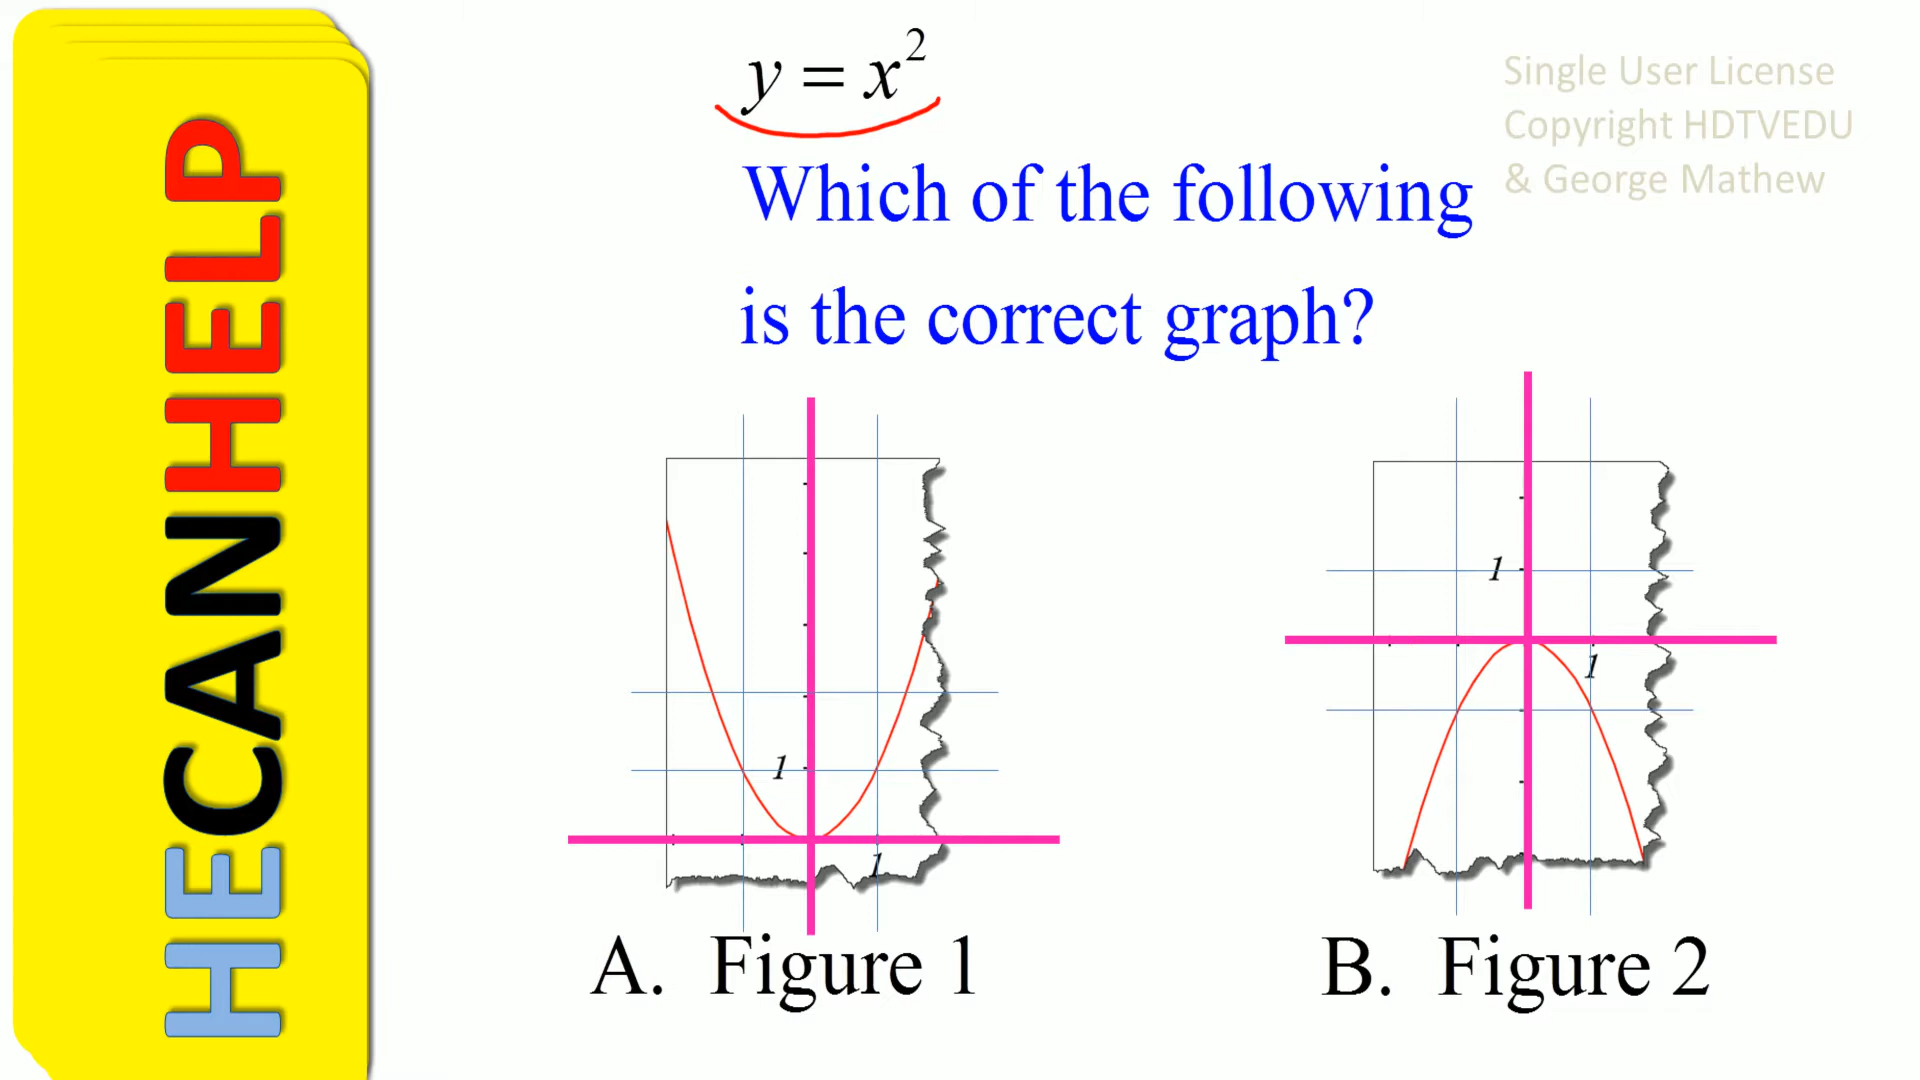 HECANHELP
y = x²
Single User License
Copyright HDTVEDU
& George Mathew
Which of the following
is the correct graph?
1
1
1
1
A. Figure 1
B. Figure 2